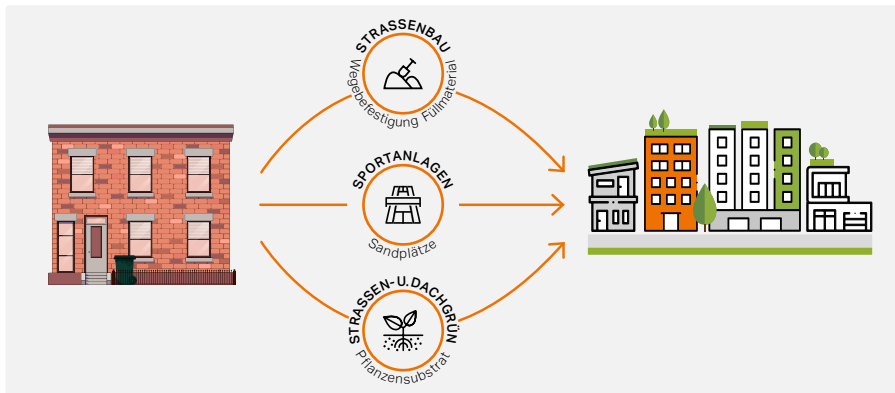 STRASSENBAU
Wegebefestigung Füllmaterial
SPORTANLAGEN
Sandplätze
STRASSEN-U.DACHGRÜN
Pflanzensubstrat